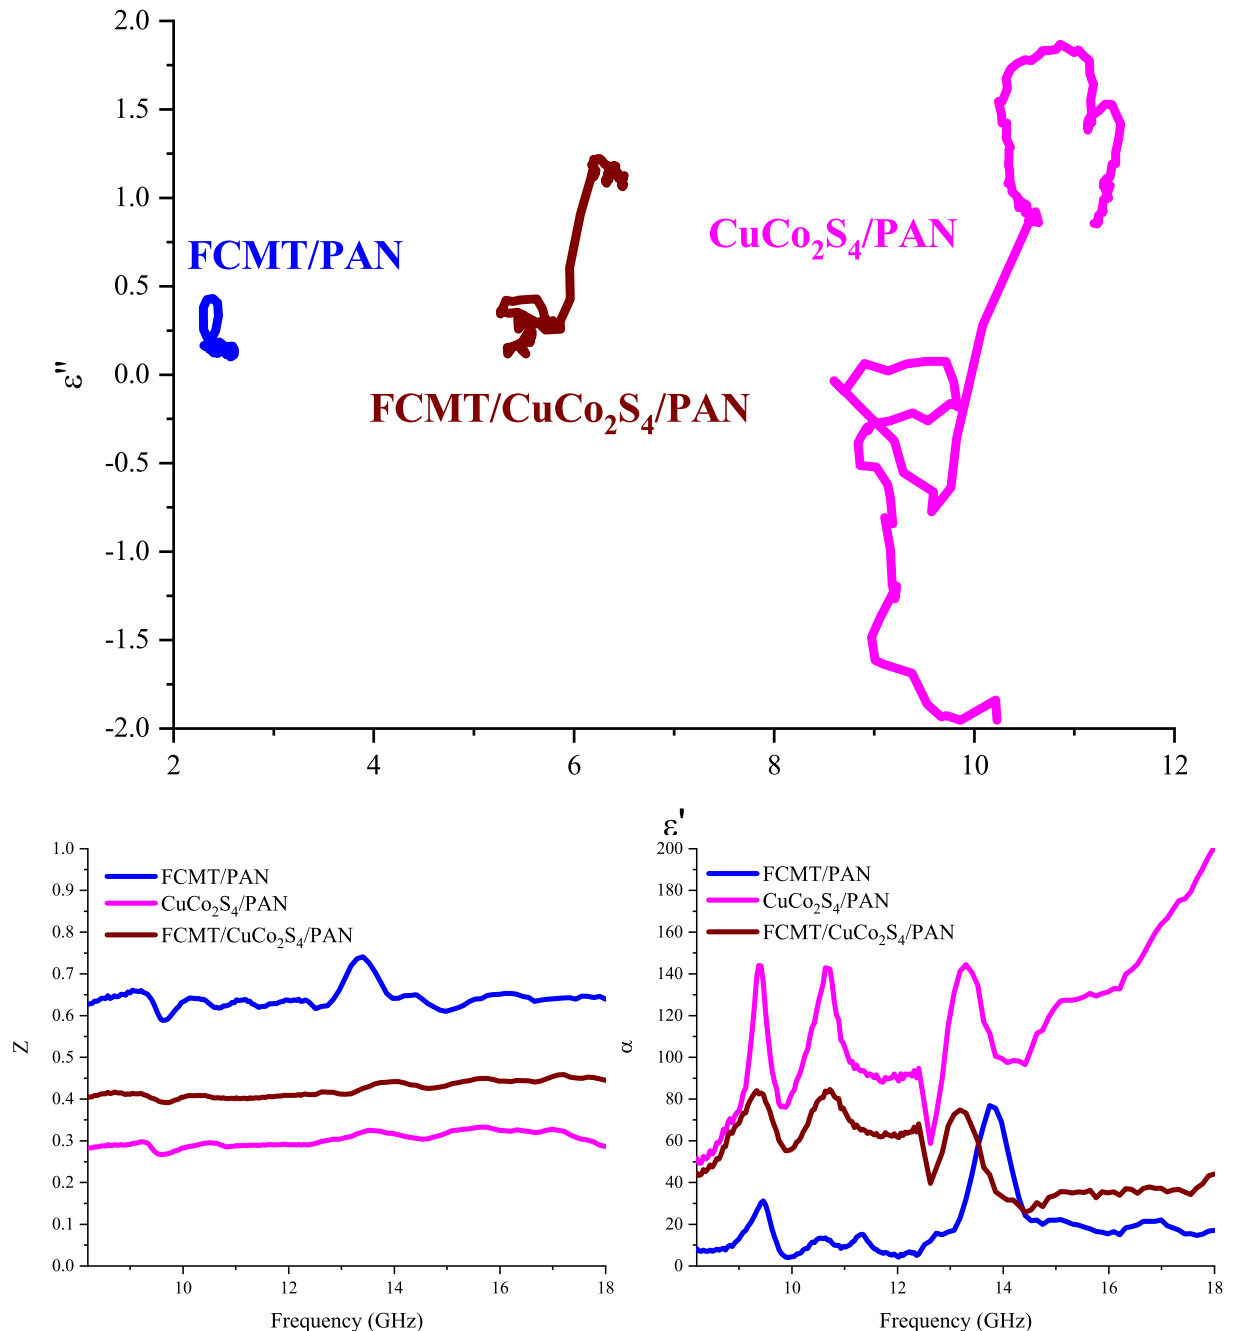 2.0
1.5
1.0
0.5
0.0
-0.5
-1.0
-1.5
-2.0
ε''
FCMT/PAN
CuCo₂S₄/PAN
FCMT/CuCo₂S₄/PAN
2 4 6 8 10 12
ε'
1.0
0.9
0.8
0.7
0.6
0.5
0.4
0.3
0.2
0.1
0.0
Z
FCMT/PAN
CuCo₂S₄/PAN
FCMT/CuCo₂S₄/PAN
10 12 14 16 18
Frequency (GHz)
200
180
160
140
120
100
80
60
40
20
0
α
FCMT/PAN
CuCo₂S₄/PAN
FCMT/CuCo₂S₄/PAN
10 12 14 16 18
Frequency (GHz)